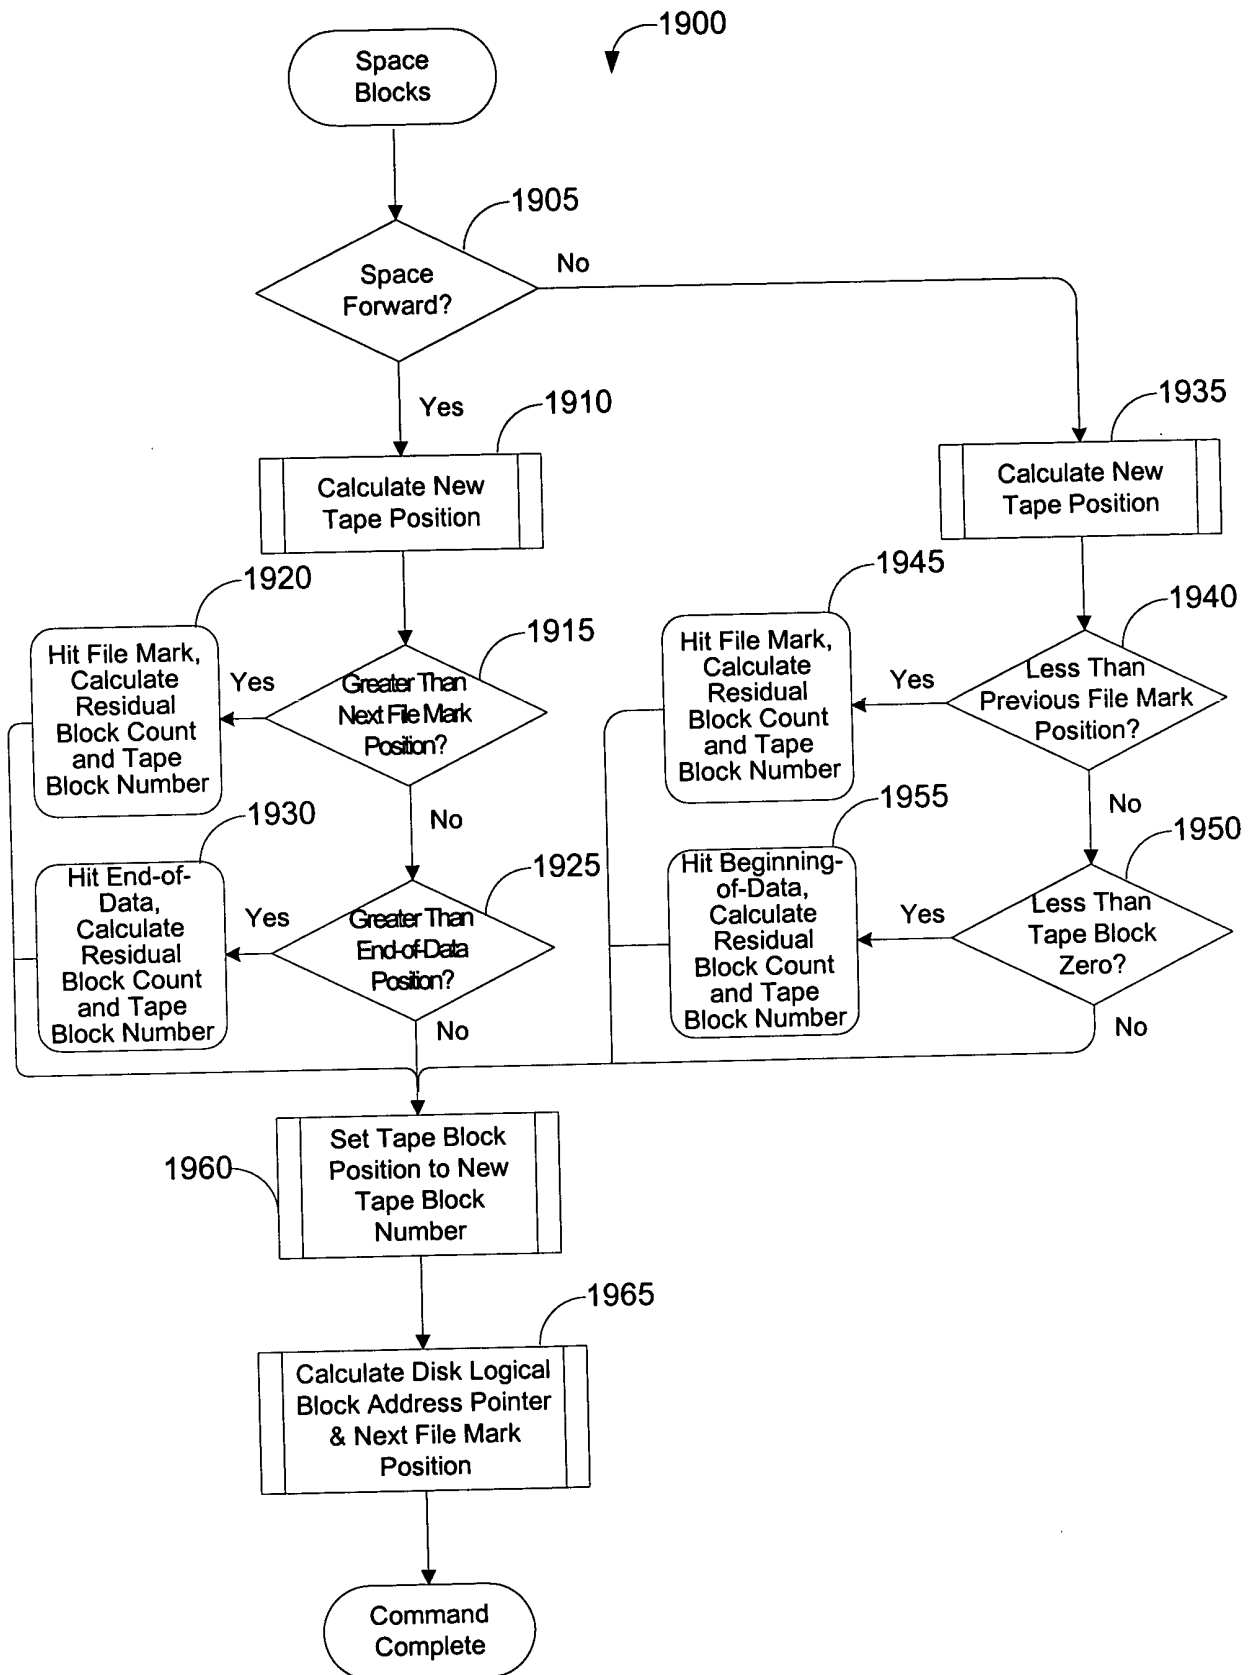 1900
Space
Blocks
1905
Space
Forward?
No
Yes
1910
Calculate New
Tape Position
1935
Calculate New
Tape Position
1920
Hit File Mark,
Calculate
Residual
Block Count
and Tape
Block Number
Yes
1915
Greater Than
Next File Mark
Position?
No
1945
Hit File Mark,
Calculate
Residual
Block Count
and Tape
Block Number
Yes
1940
Less Than
Previous File Mark
Position?
No
1930
Hit End-of-
Data,
Calculate
Residual
Block Count
and Tape
Block Number
Yes
1925
Greater Than
End-of-Data
Position?
No
1955
Hit Beginning-
of-Data,
Calculate
Residual
Block Count
and Tape
Block Number
Yes
1950
Less Than
Tape Block
Zero?
No
1960
Set Tape Block
Position to New
Tape Block
Number
1965
Calculate Disk Logical
Block Address Pointer
& Next File Mark
Position
Command
Complete